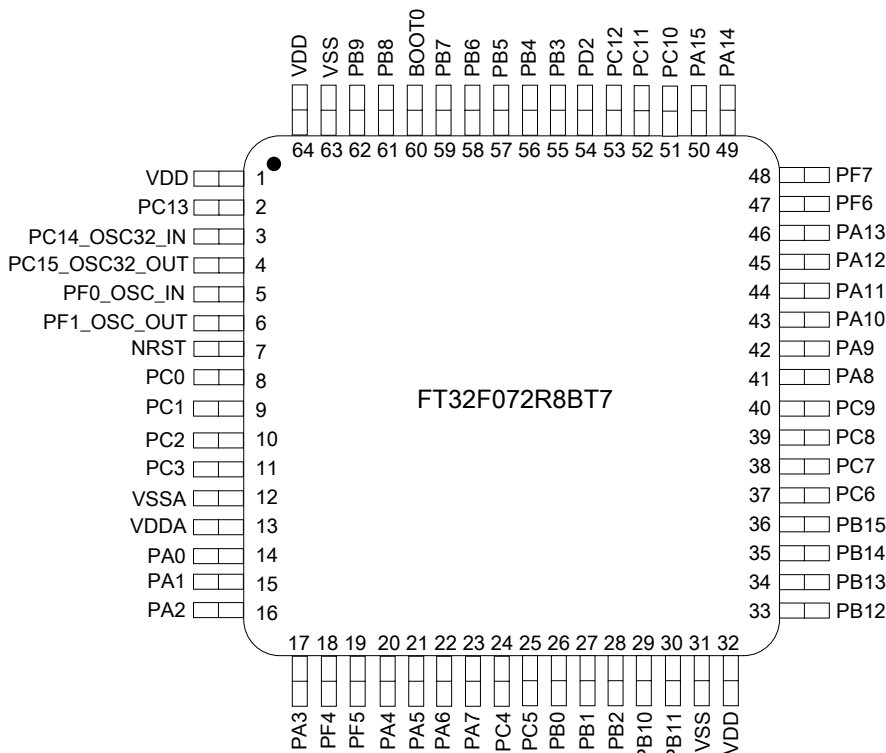 VDD VSS PB9 PB8 BOOT0 PB7 PB6 PB5 PB4 PB3 PD2 PC12 PC11 PC10 PA15 PA14
64 63 62 61 60 59 58 57 56 55 54 53 52 51 50 49
VDD 1
PC13 2
PC14_OSC32_IN 3
PC15_OSC32_OUT 4
PF0_OSC_IN 5
PF1_OSC_OUT 6
NRST 7
PC0 8
PC1 9
PC2 10
PC3 11
VSSA 12
VDDA 13
PA0 14
PA1 15
PA2 16
FT32F072R8BT7
48 PF7
47 PF6
46 PA13
45 PA12
44 PA11
43 PA10
42 PA9
41 PA8
40 PC9
39 PC8
38 PC7
37 PC6
36 PB15
35 PB14
34 PB13
33 PB12
17 18 19 20 21 22 23 24 25 26 27 28 29 30 31 32
PA3 PF4 PF5 PA4 PA5 PA6 PA7 PC4 PC5 PB0 PB1 PB2 PB10 PB11 VSS VDD